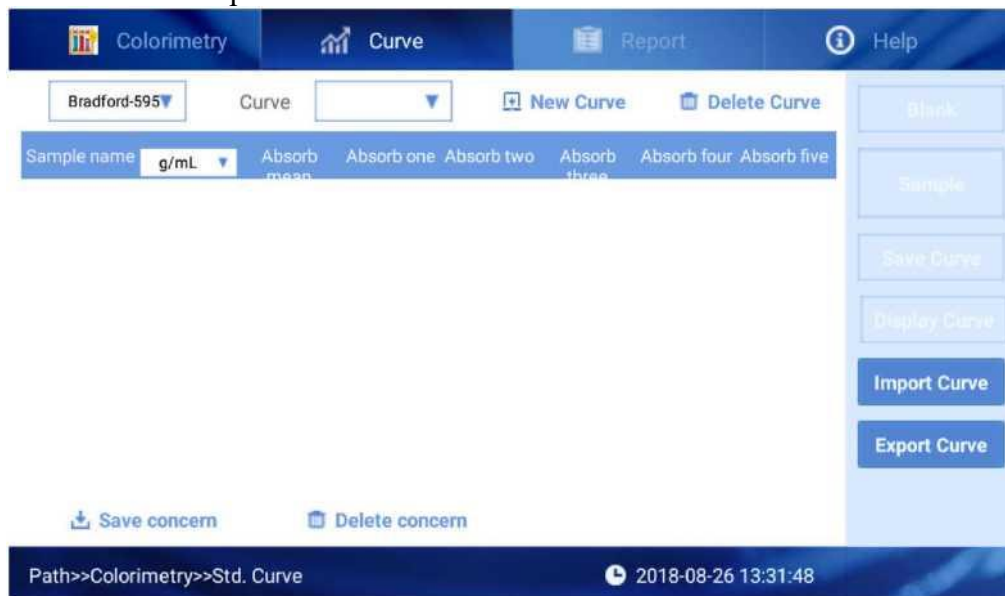 Colorimetry Curve Report Help
Bradford-595 Curve New Curve Delete Curve
Blank
Sample name g/mL Absorb mean Absorb one Absorb two Absorb three Absorb four Absorb five
Sample
Save Curve
Display Curve
Import Curve
Export Curve
Save concern Delete concern
Path>>Colorimetry>>Std. Curve 2018-08-26 13:31:48